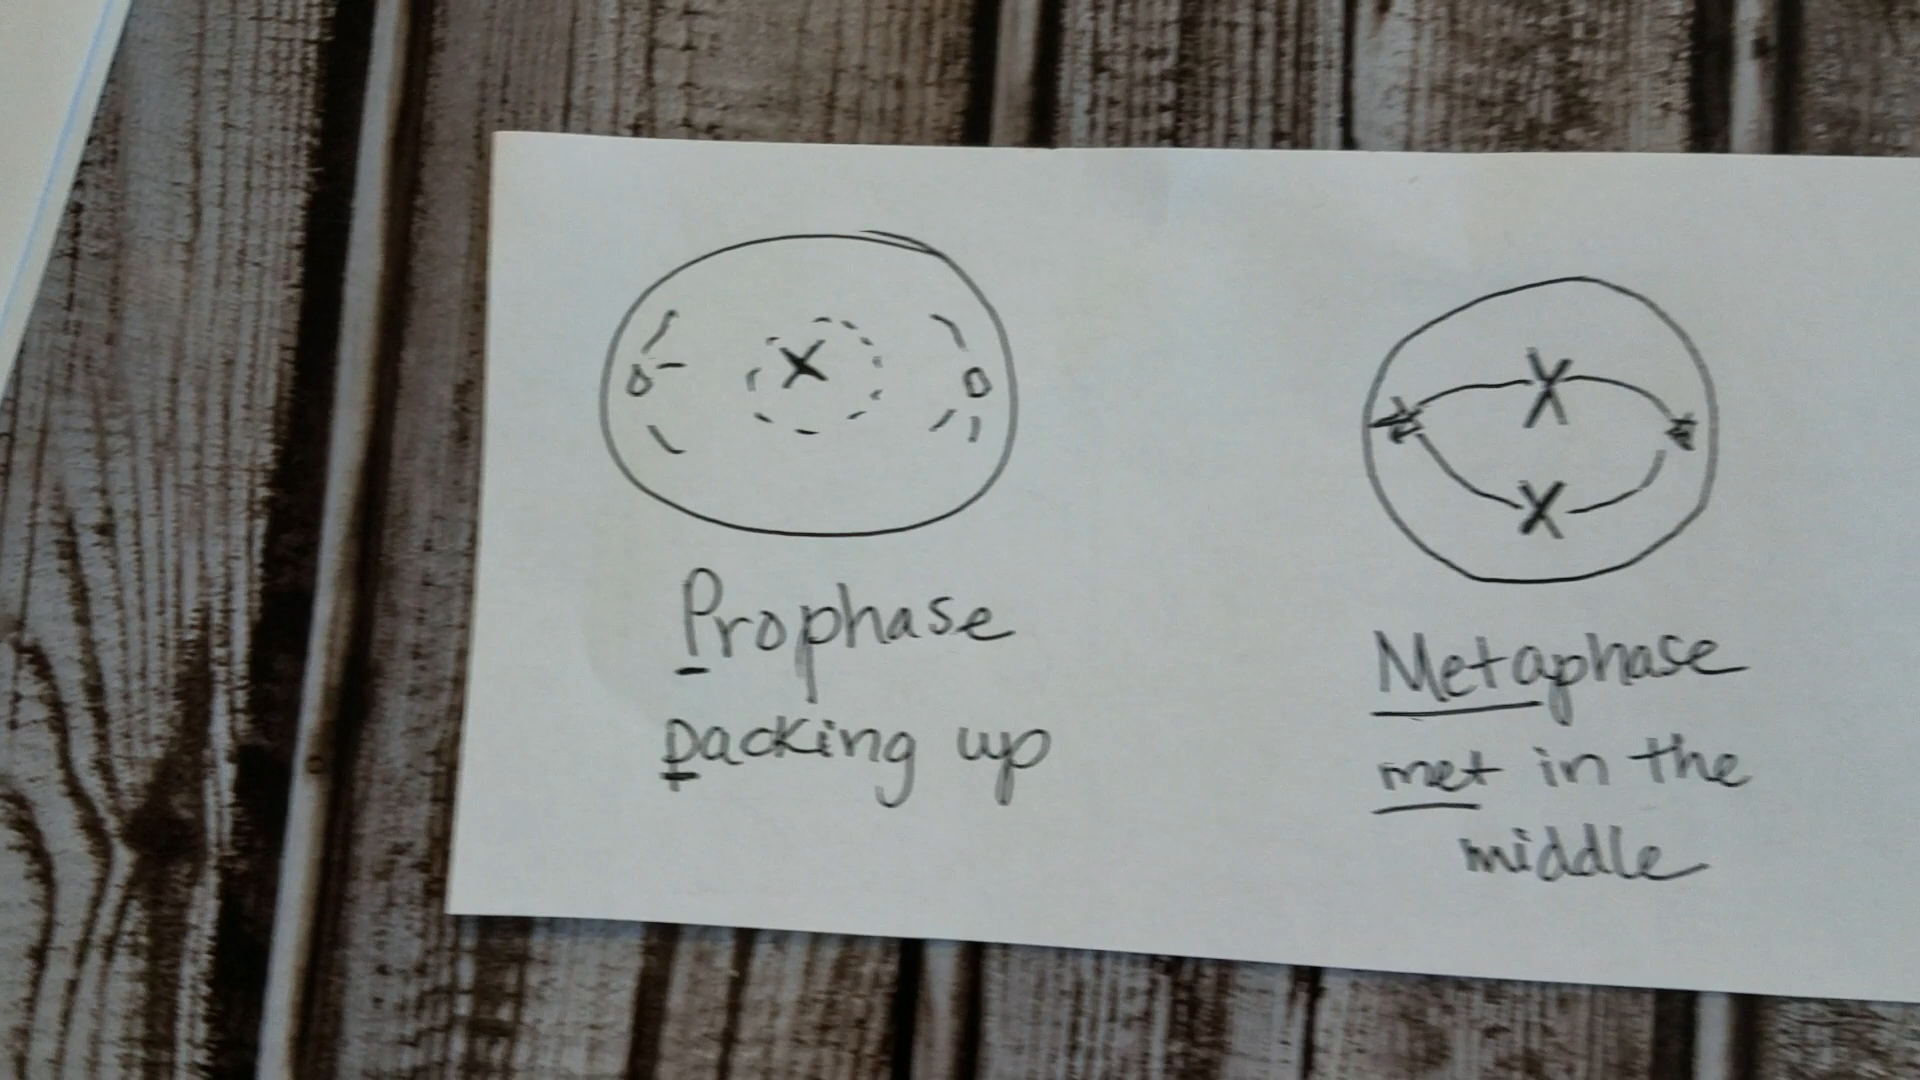 Prophase
packing up
Metaphase
met in the
middle